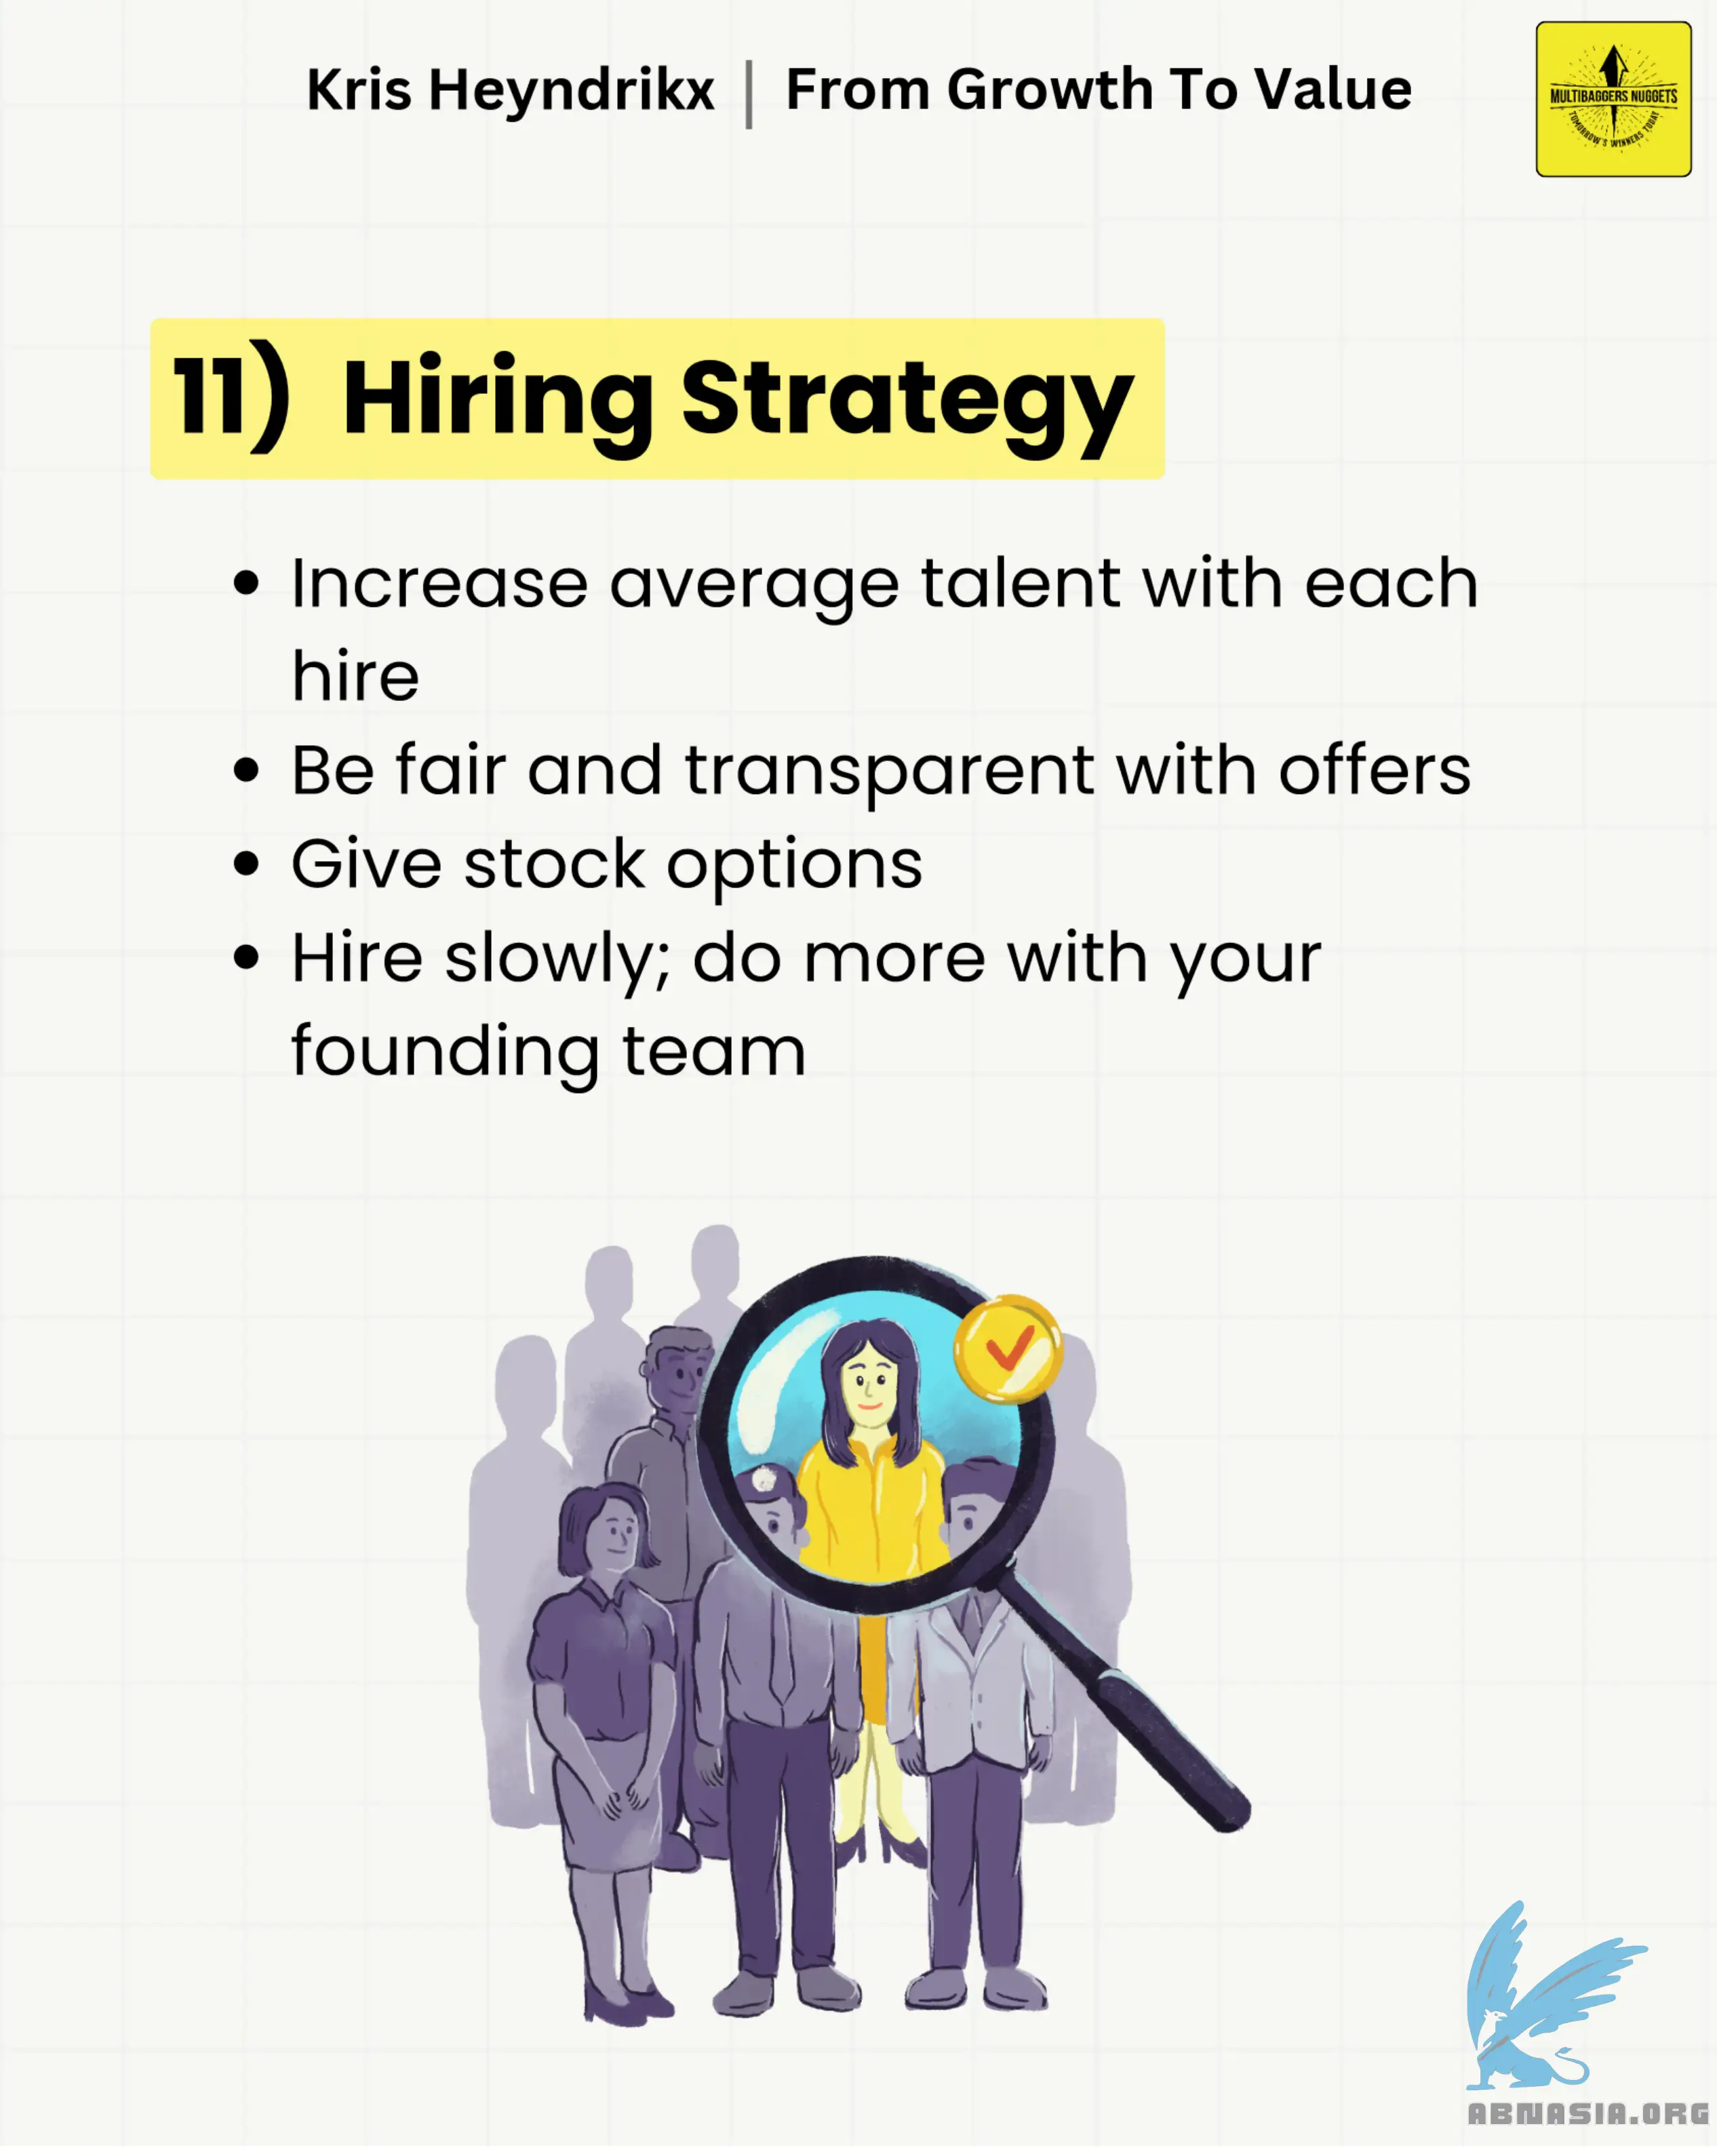 Kris Heyndrikx | From Growth To Value
MULTIBAGGERS NUGGETS
TOMORROW'S WINNERS TODAY
11) Hiring Strategy
• Increase average talent with each
hire
• Be fair and transparent with offers
• Give stock options
• Hire slowly; do more with your
founding team
ABNASIA.ORG